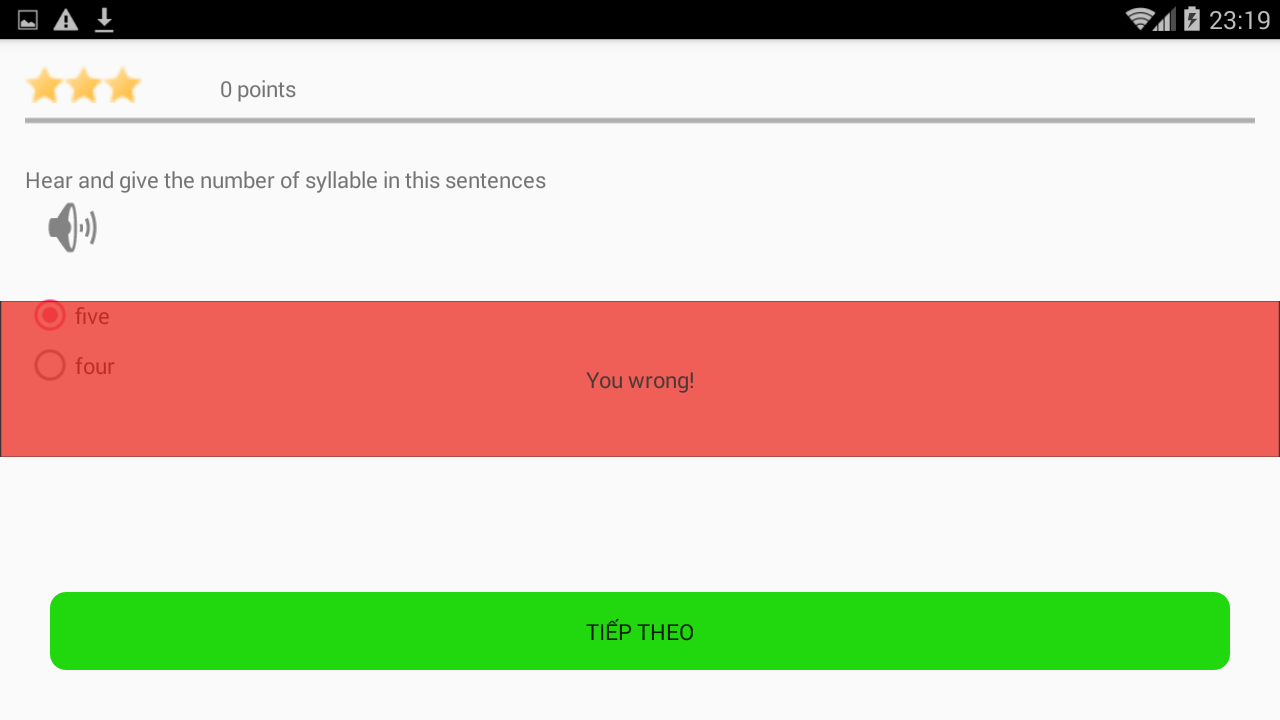 23:19
0 points
Hear and give the number of syllable in this sentences
five
four
You wrong!
TIẾP THEO